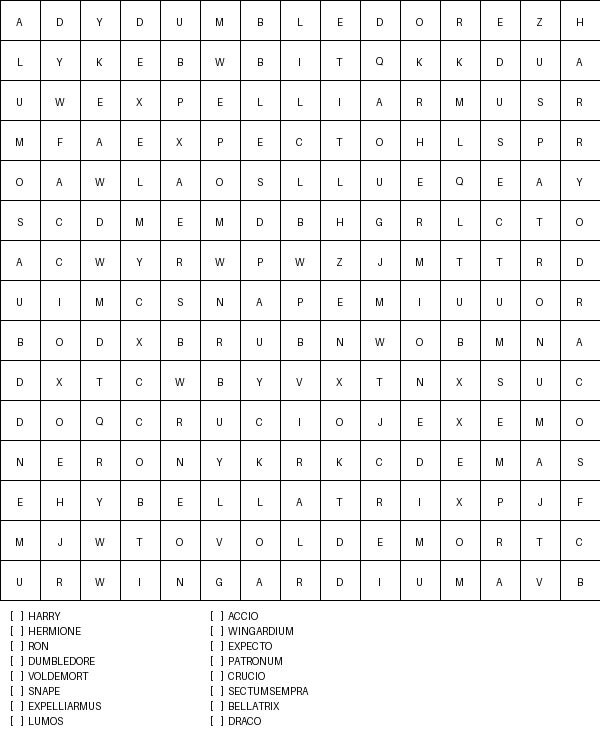 A D Y D U M B L E D O R E Z H
L Y K E B W B I T Q K K D U A
U W E X P E L L I A R M U S R
M F A E X P E C T O H L S P R
O A W L A O S L L U E Q E A Y
S C D M E M D B H G R L C T O
A C W Y R W P W Z J M T T R D
U I M C S N A P E M I U U O R
B O D X B R U B N W O B M N A
D X T C W B Y V X T N X S U C
D O Q C R U C I O J E X E M O
N E R O N Y K R K C D E M A S
E H Y B E L L A T R I X P J F
M J W T O V O L D E M O R T C
U R W I N G A R D I U M A V B
[ ] HARRY [ ] ACCIO
[ ] HERMIONE [ ] WINGARDIUM
[ ] RON [ ] EXPECTO
[ ] DUMBLEDORE [ ] PATRONUM
[ ] VOLDEMORT [ ] CRUCIO
[ ] SNAPE [ ] SECTUMSEMPRA
[ ] EXPELLIARMUS [ ] BELLATRIX
[ ] LUMOS [ ] DRACO